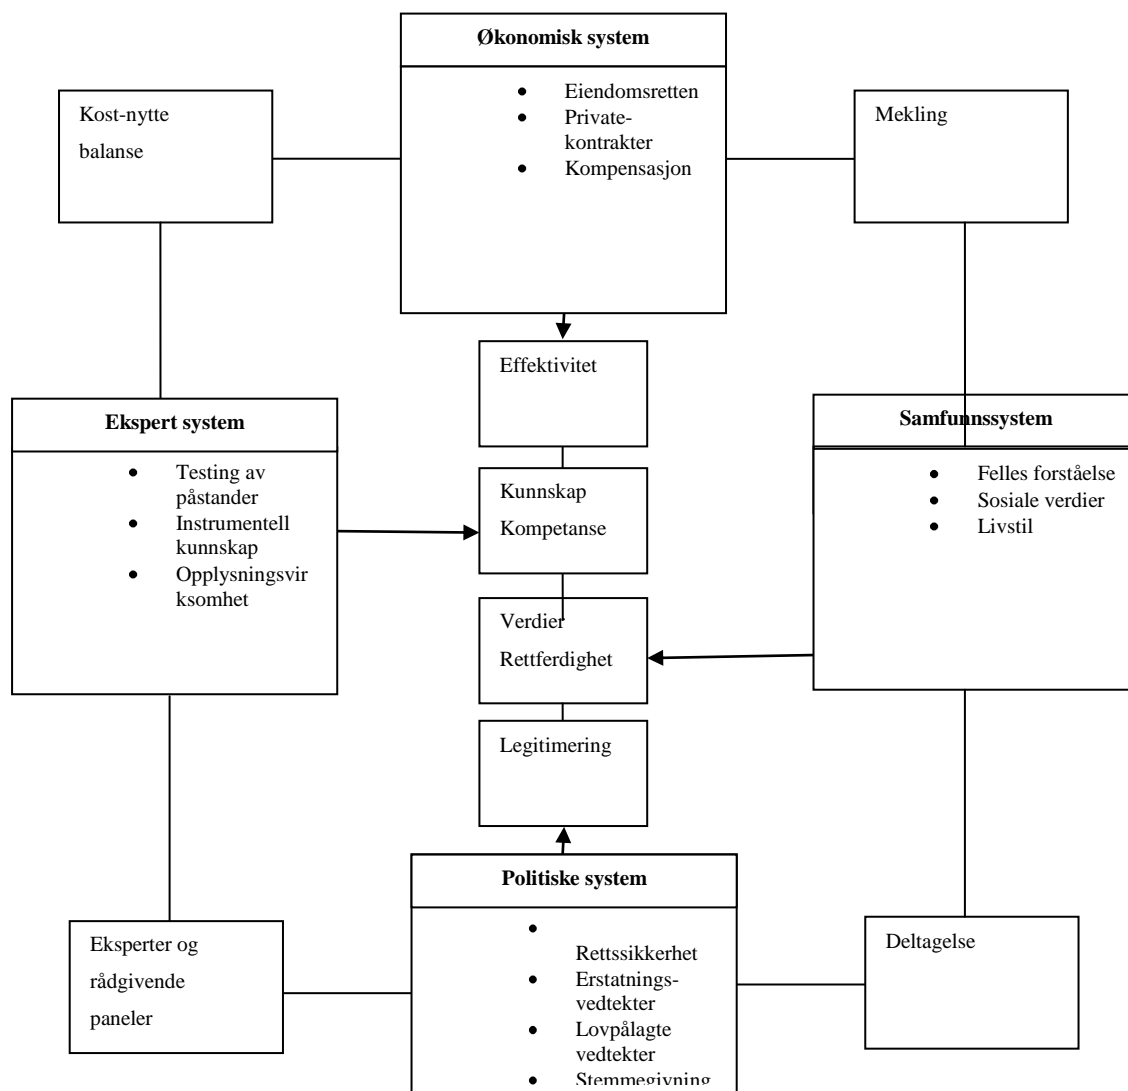 Økonomisk system
• Eiendomsretten
• Private-
kontrakter
• Kompensasjon
Kost-nytte
balanse
Mekling
Effektivitet
Ekspert system
• Testing av
påstander
• Instrumentell
kunnskap
• Opplysningsvir
ksomhet
Kunnskap
Kompetanse
Samfunnssystem
• Felles forståelse
• Sosiale verdier
• Livstil
Verdier
Rettferdighet
Legitimering
Politiske system
•
Rettssikkerhet
• Erstatnings-
vedtekter
• Lovpålagte
vedtekter
• Stemmegivning
Eksperter og
rådgivende
paneler
Deltagelse